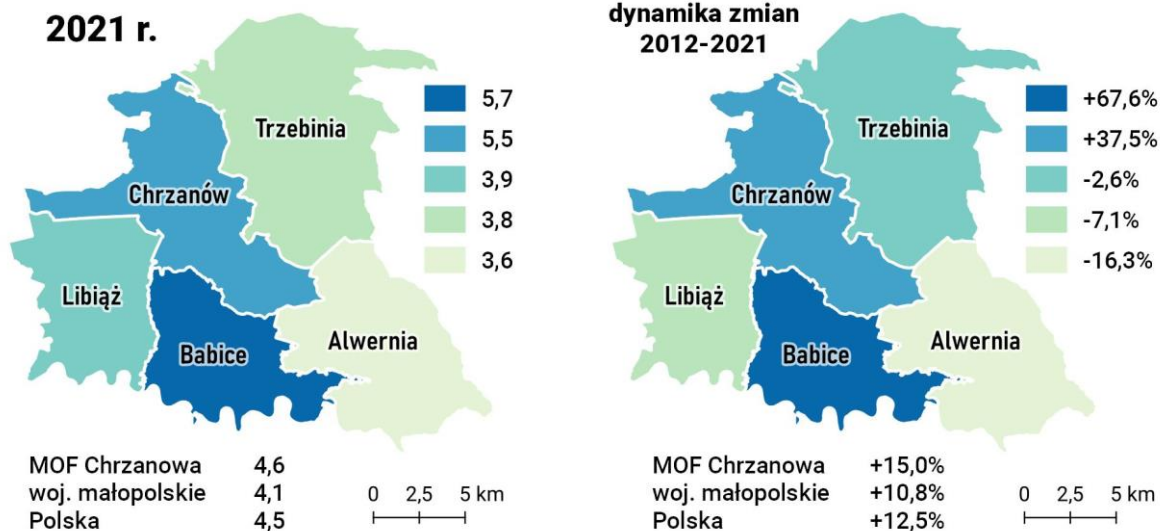 2021 r.
5,7
5,5
3,9
3,8
3,6
Trzebinia
Chrzanów
Libiąż
Babice
Alwernia
MOF Chrzanowa 4,6
woj. małopolskie 4,1
Polska 4,5
0 2,5 5 km
dynamika zmian
2012-2021
+67,6%
+37,5%
-2,6%
-7,1%
-16,3%
Trzebinia
Chrzanów
Libiąż
Babice
Alwernia
MOF Chrzanowa +15,0%
woj. małopolskie +10,8%
Polska +12,5%
0 2,5 5 km